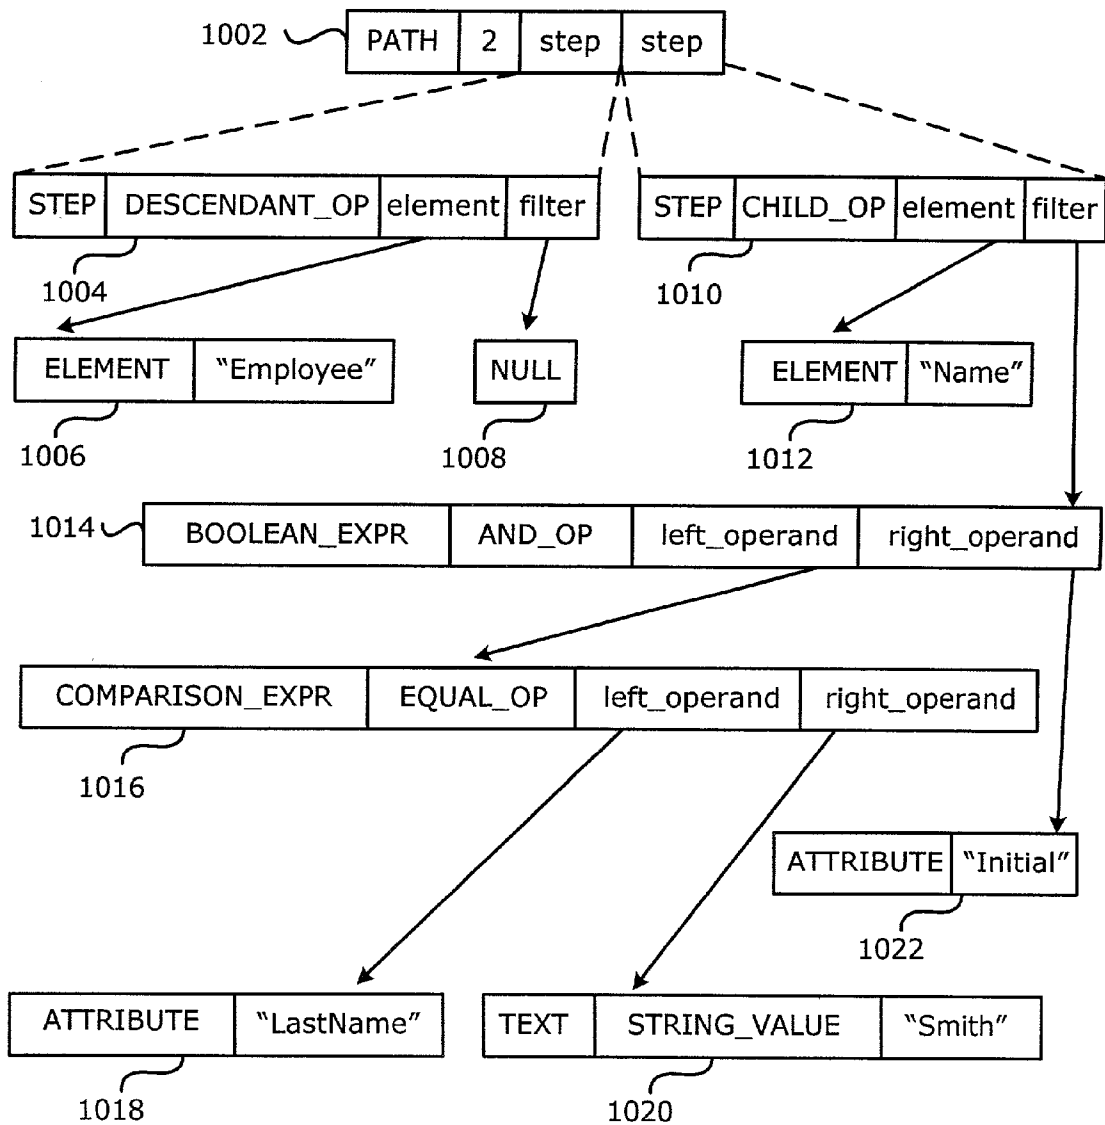 1002 PATH 2 step step
STEP DESCENDANT_OP element filter STEP CHILD_OP element filter
1004 1010
ELEMENT “Employee” NULL ELEMENT “Name”
1006 1008 1012
1014 BOOLEAN_EXPR AND_OP left_operand right_operand
COMPARISON_EXPR EQUAL_OP left_operand right_operand
1016
ATTRIBUTE “Initial”
1022
ATTRIBUTE “LastName” TEXT STRING_VALUE “Smith”
1018 1020